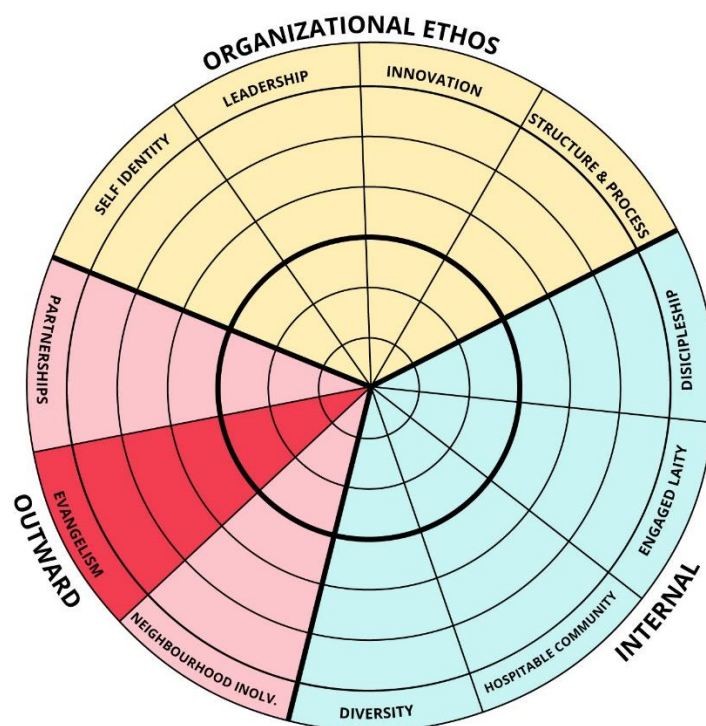 ORGANIZATIONAL ETHOS
SELF IDENTITY
LEADERSHIP
INNOVATION
STRUCTURE & PROCESS
DISICIPLESHIP
ENGAGED LAITY
HOSPITABLE COMMUNITY
DIVERSITY
INTERNAL
NEIGHBOURHOOD INOLV.
EVANGELISM
PARTNERSHIPS
OUTWARD